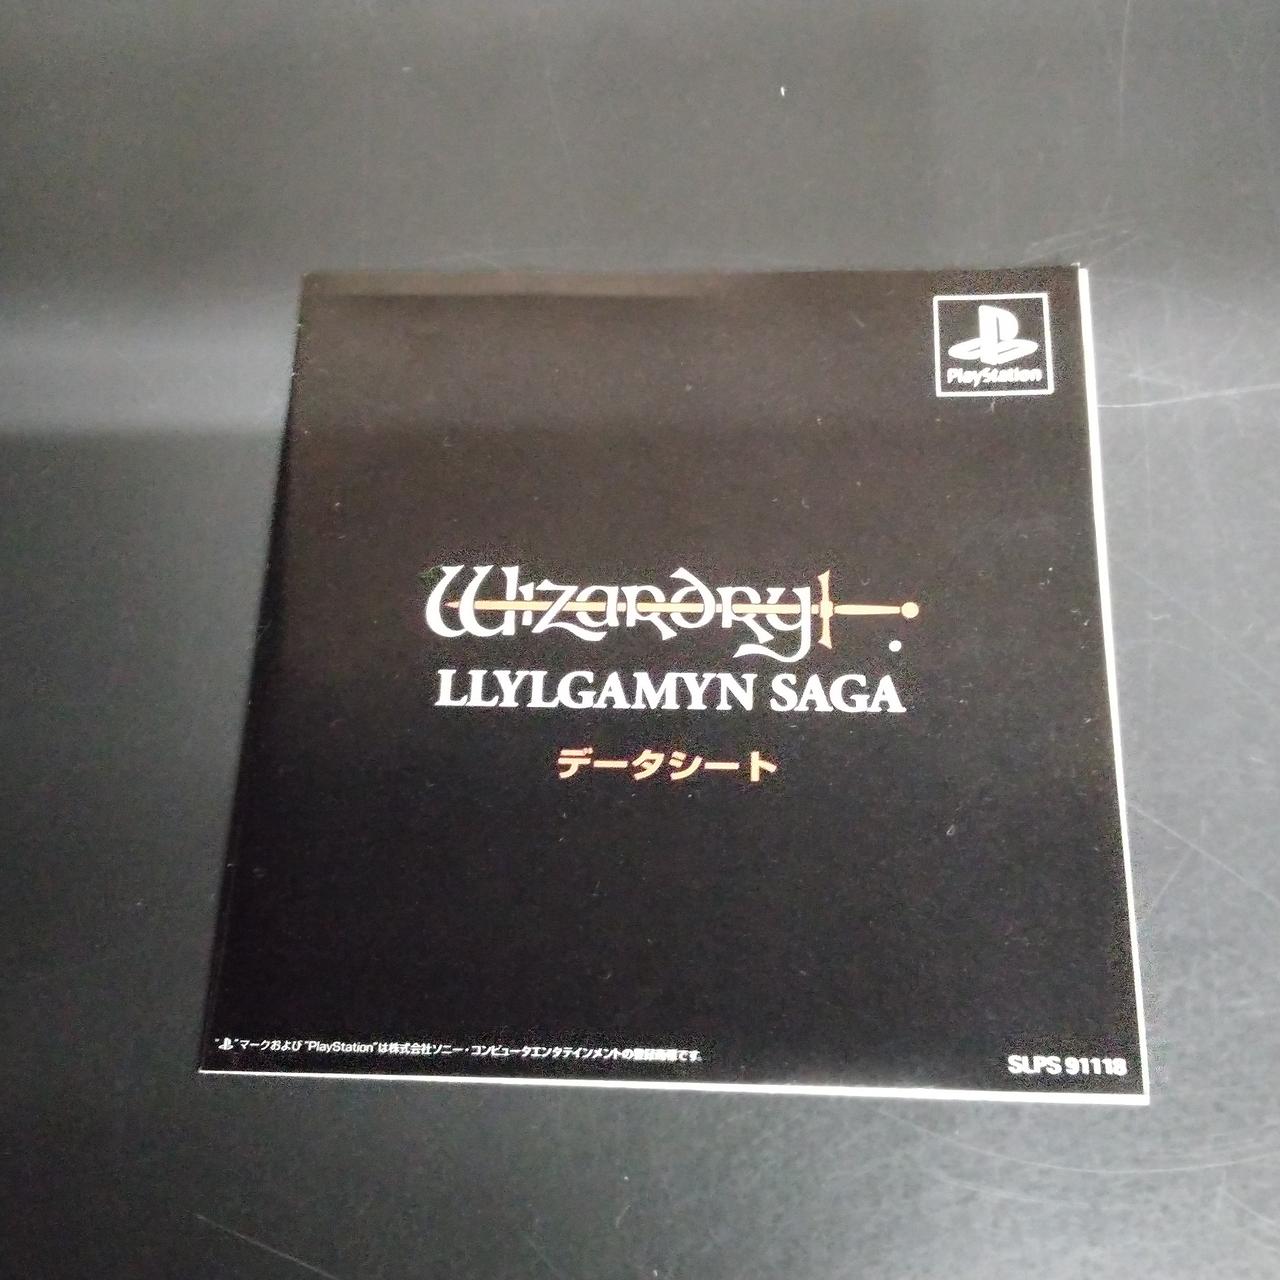 PlayStation
Wizardry
LLYLGAMYN SAGA
データシート
" "マークおよび"PlayStation"は株式会社ソニー・コンピュータエンタテインメントの登録商標です。
SLPS 91118